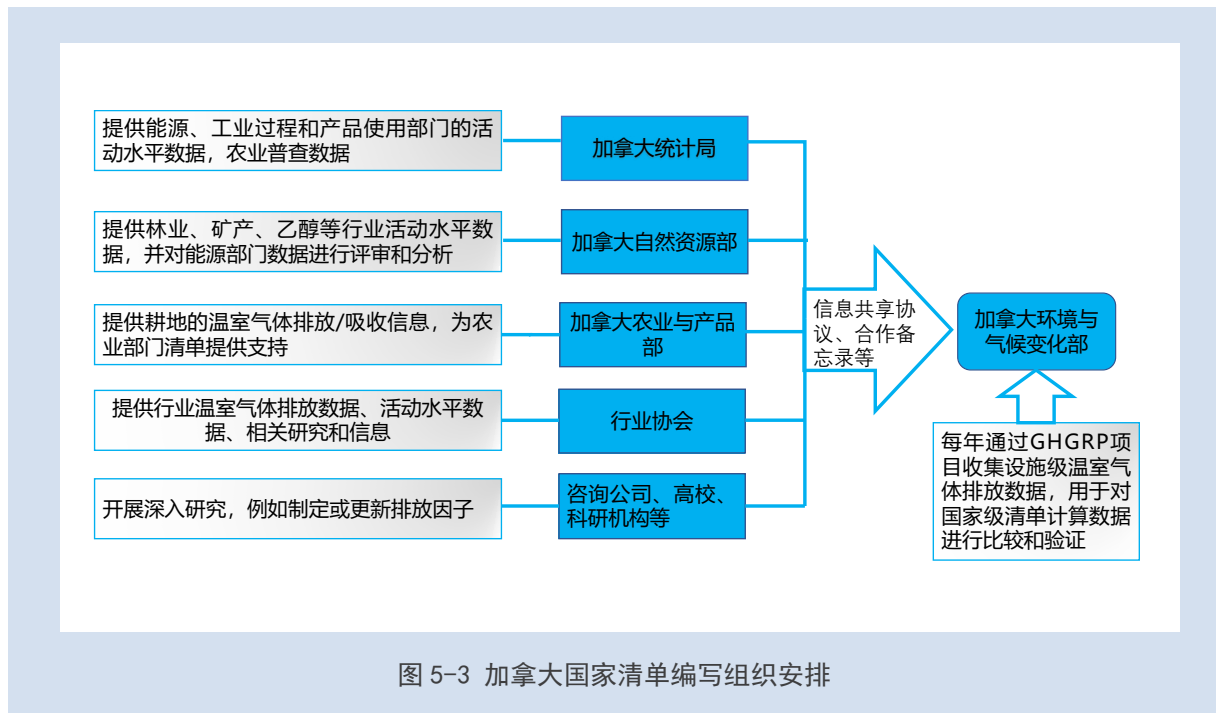 提供能源、工业过程和产品使用部门的活
动水平数据，农业普查数据
加拿大统计局
提供林业、矿产、乙醇等行业活动水平数
据，并对能源部门数据进行评审和分析
加拿大自然资源部
提供耕地的温室气体排放/吸收信息，为农
业部门清单提供支持
加拿大农业与产品
部
提供行业温室气体排放数据、活动水平数
据、相关研究和信息
行业协会
开展深入研究，例如制定或更新排放因子
咨询公司、高校、
科研机构等
信息共享协
议、合作备
忘录等
加拿大环境与
气候变化部
每年通过GHGRP项
目收集设施级温室气
体排放数据，用于对
国家级清单计算数据
进行比较和验证
图 5-3 加拿大国家清单编写组织安排